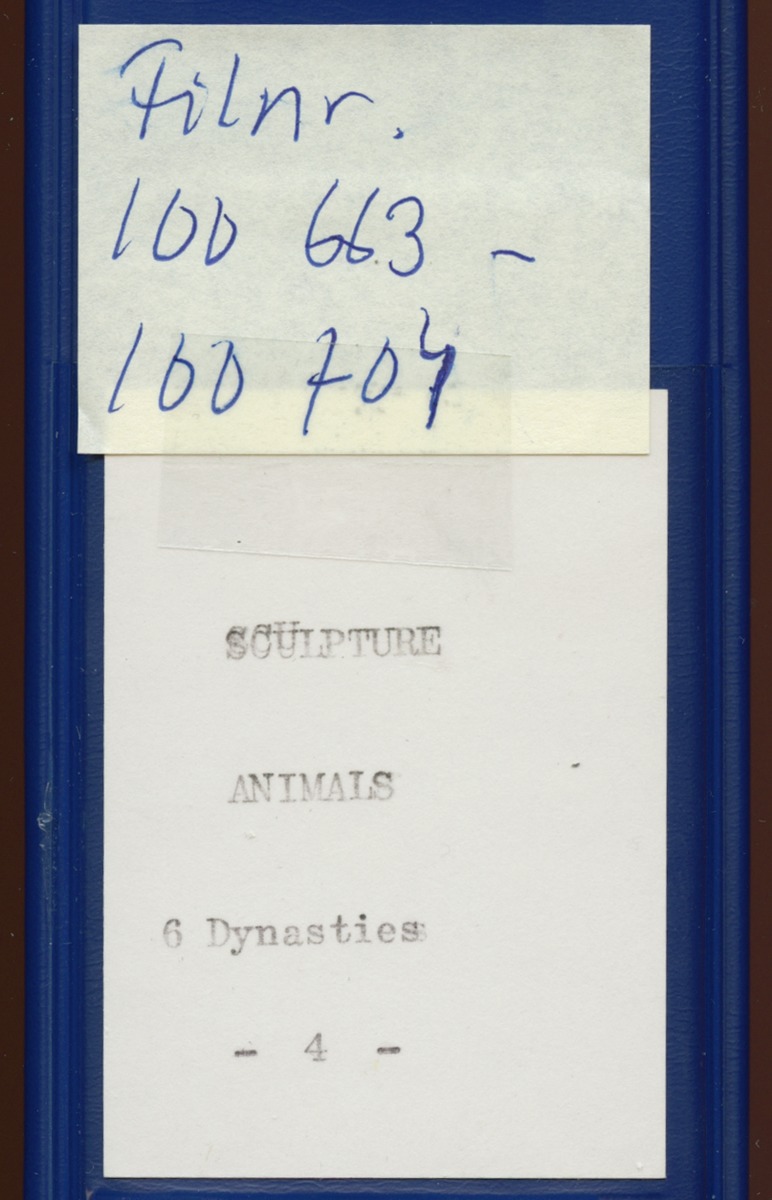 Filnr.
100 663 -
100 704
SCULPTURE
ANIMALS
6 Dynasties
- 4 -